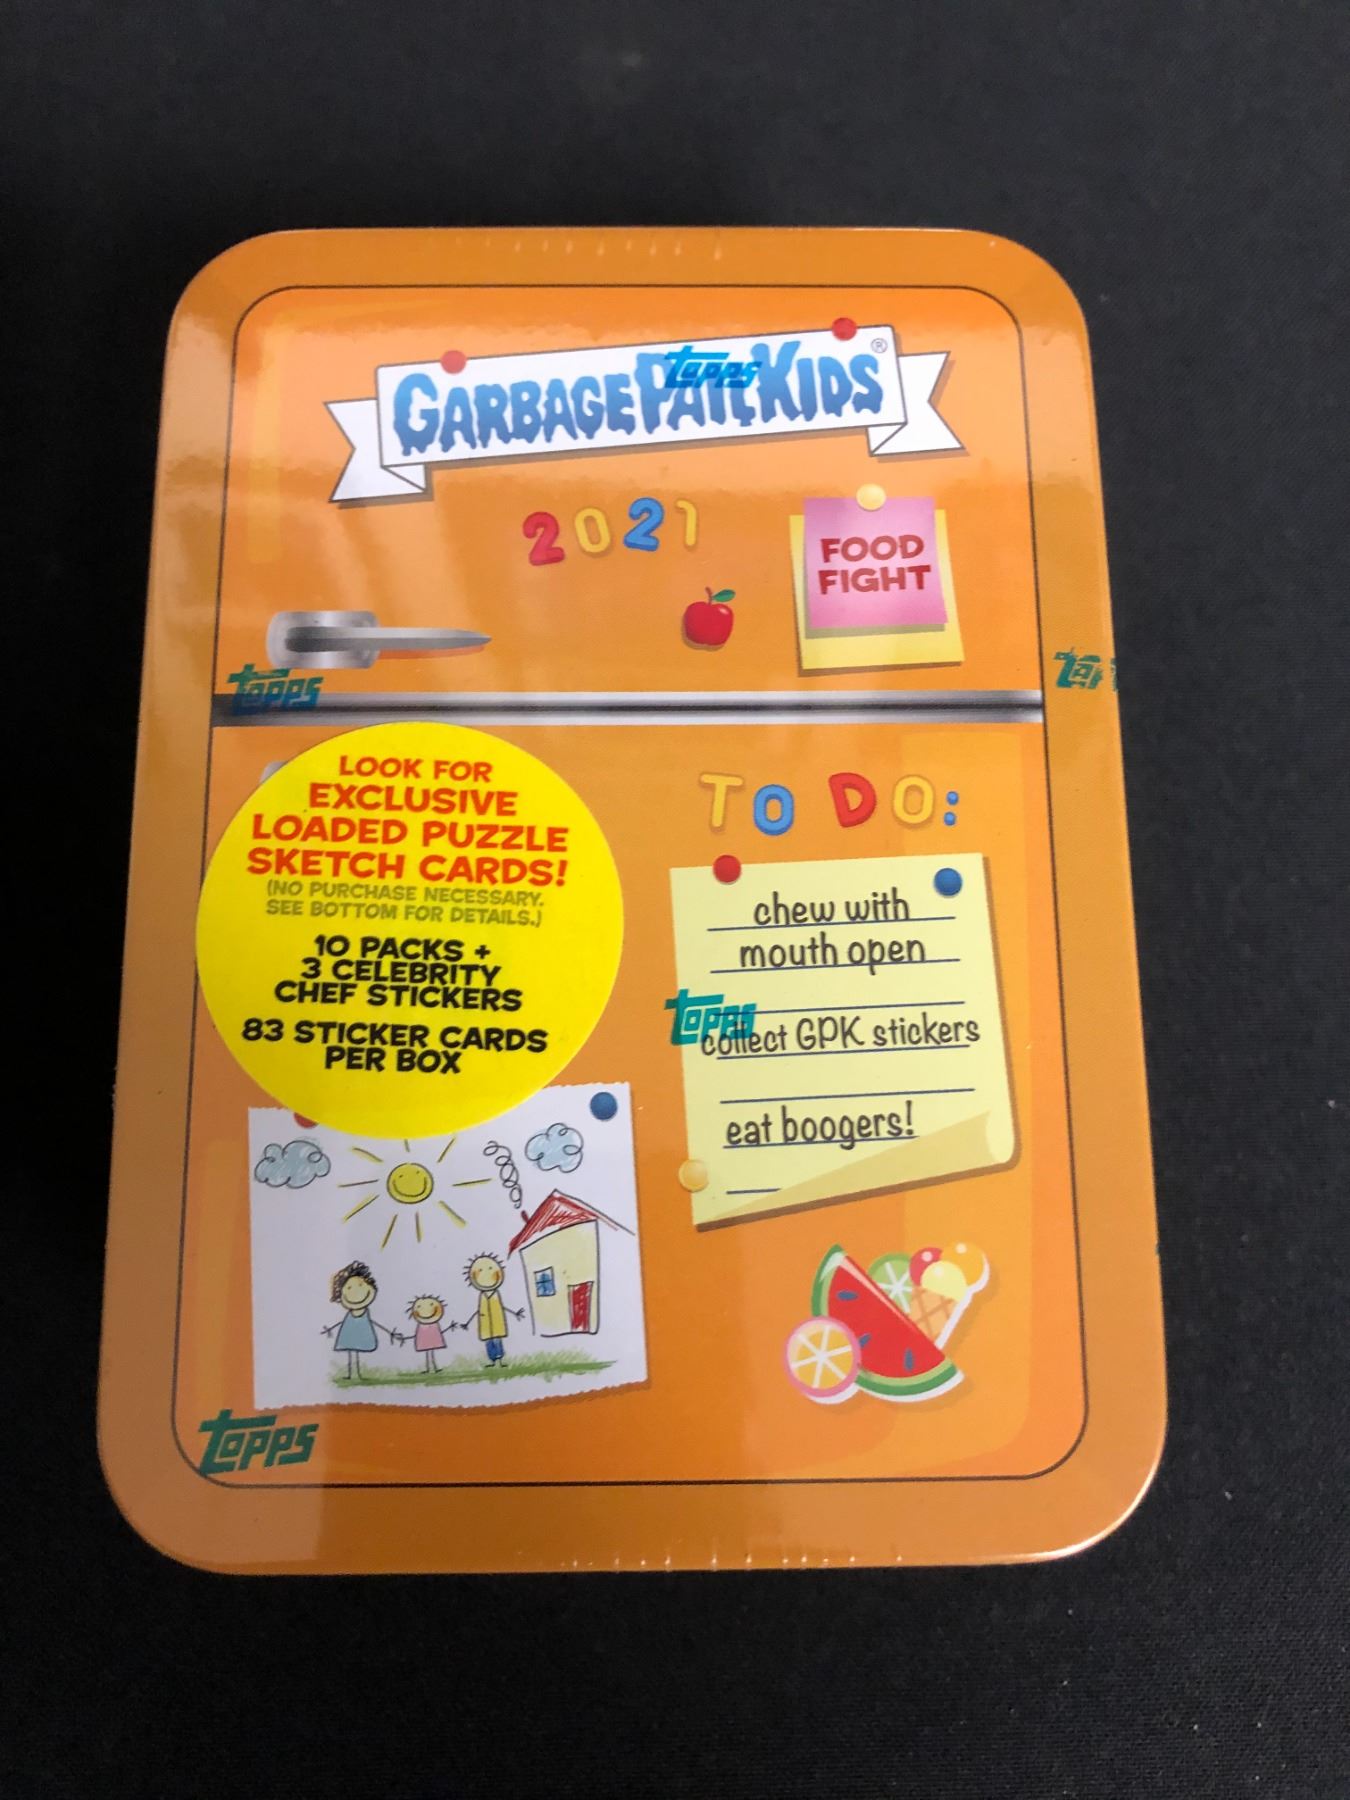 GARBAGE PAIL KIDS®
topps
2021
FOOD
FIGHT
topps
LOOK FOR
EXCLUSIVE
LOADED PUZZLE
SKETCH CARDS!
(NO PURCHASE NECESSARY.
SEE BOTTOM FOR DETAILS.)
10 PACKS +
3 CELEBRITY
CHEF STICKERS
83 STICKER CARDS
PER BOX
TO DO:
chew with
mouth open
topps
collect GPK stickers
eat boogers!
topps